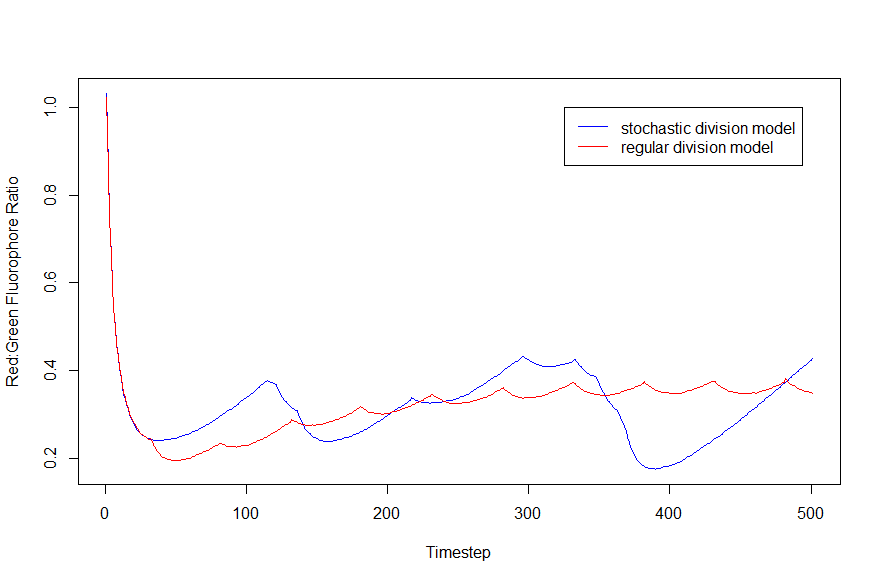 stochastic division model
regular division model
Red:Green Fluorophore Ratio
1.0
0.8
0.6
0.4
0.2
0 100 200 300 400 500
Timestep